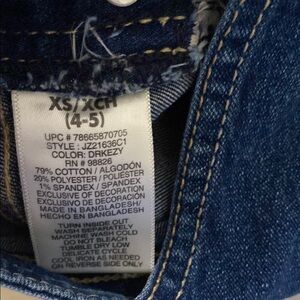 XS/XCH
(4-5)
UPC # 78665870705
STYLE : JZ21636C1
COLOR: DRKEZY
RN # 98826
79% COTTON / ALGODÓN
20% POLYESTER / POLIÉSTER
1% SPANDEX / SPANDEX
EXCLUSIVE OF DECORATION
EXCLUSIVO DE DECORACIÓN
MADE IN BANGLADESH/
HECHO EN BANGLADESH
TURN INSIDE OUT
WASH SEPARATELY
MACHINE WASH COLD
DO NOT BLEACH
TUMBLE DRY LOW
DELICATE CYCLE
COOL IRON AS NEEDED
ON REVERSE SIDE ONLY